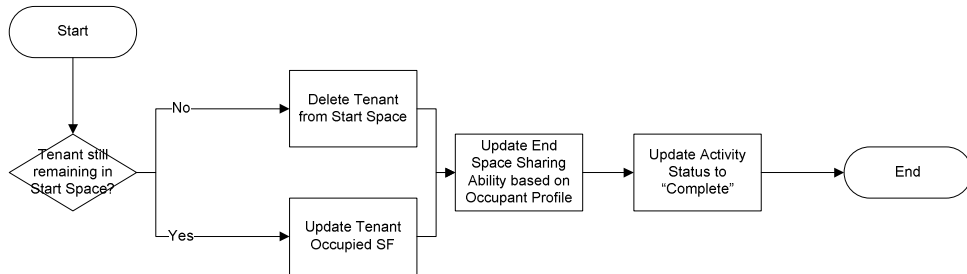 Start
Tenant still
remaining in
Start Space?
No
Delete Tenant
from Start Space
Yes
Update Tenant
Occupied SF
Update End
Space Sharing
Ability based on
Occupant Profile
Update Activity
Status to
“Complete”
End